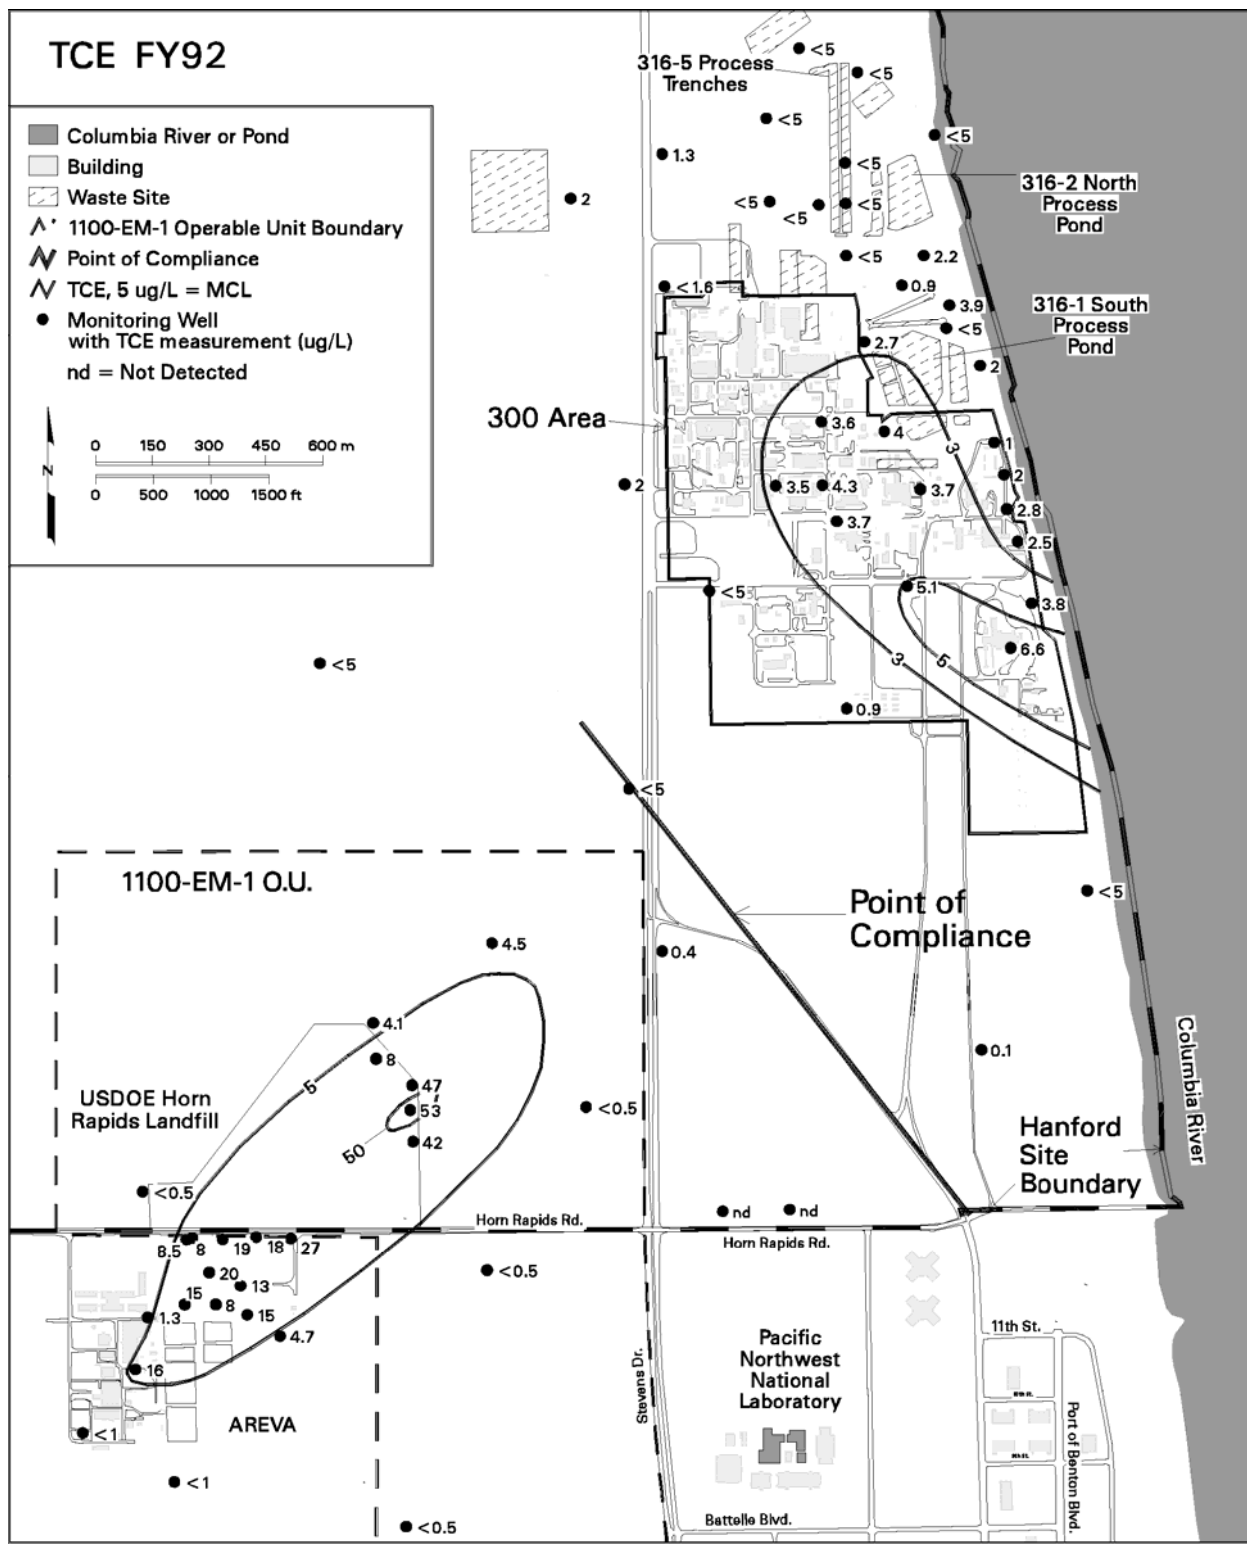 TCE FY92
Columbia River or Pond
Building
Waste Site
1100-EM-1 Operable Unit Boundary
Point of Compliance
TCE, 5 ug/L = MCL
Monitoring Well
with TCE measurement (ug/L)
nd = Not Detected
N
0 150 300 450 600 m
0 500 1000 1500 ft
316-5 Process
Trenches
<5
<5
<5
<5
1.3
<5
2
<5
<5
<5
316-2 North
Process
Pond
<5
2.2
<1.6
0.9
3.9
<5
316-1 South
Process
Pond
2.7
2
300 Area
3.6
4
3
1
2
3.5
4.3
3.7
2
2.8
3.7
2.5
<5
5.1
3.8
<5
3
5
6.6
0.9
<5
1100-EM-1 O.U.
<5
Point of
Compliance
4.5
0.4
4.1
8
0.1
5
47
53
USDOE Horn
Rapids Landfill
<0.5
50
42
Columbia River
Hanford
Site
Boundary
<0.5
nd
nd
Horn Rapids Rd.
Horn Rapids Rd.
8.5
8
19
18
27
20
13
<0.5
15
8
15
1.3
4.7
16
11th St.
Pacific
Northwest
National
Laboratory
Stevens Dr.
AREVA
<1
Port of Benton Blvd.
<1
<0.5
Battelle Blvd.